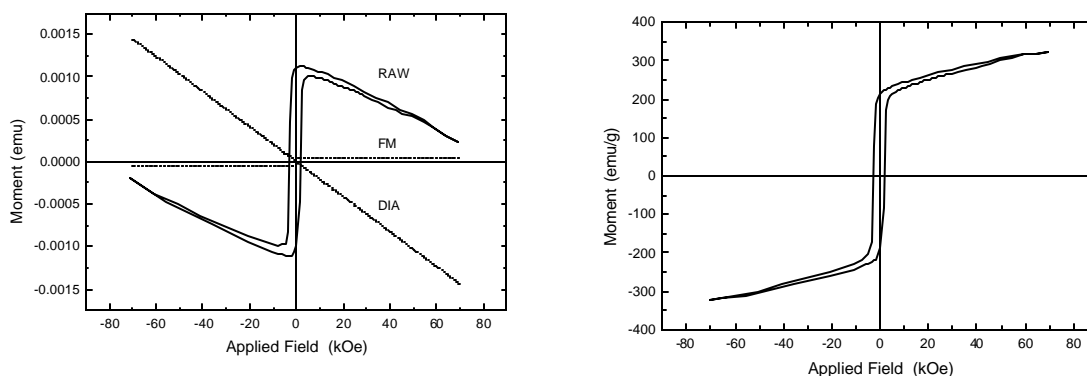 0.0015
0.0010
0.0005
0.0000
-0.0005
-0.0010
-0.0015
Moment (emu)
RAW
FM
DIA
-80 -60 -40 -20 0 20 40 60 80
Applied Field (kOe)
400
300
200
100
0
-100
-200
-300
-400
Moment (emu/g)
-80 -60 -40 -20 0 20 40 60 80
Applied Field (kOe)